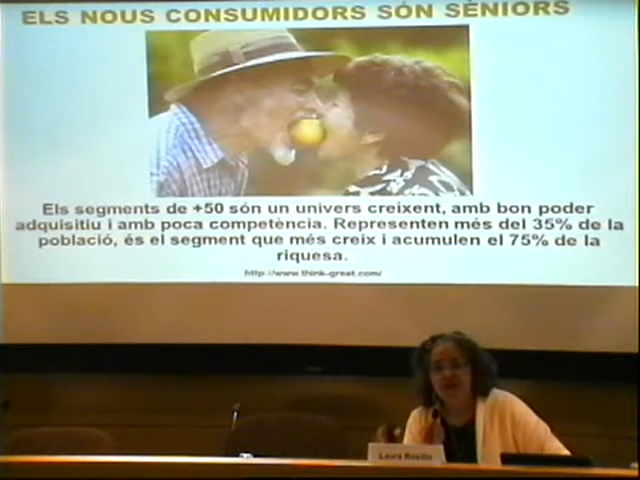 ELS NOUS CONSUMIDORS SÓN SÈNIORS
Els segments de +50 són un univers creixent, amb bon poder
adquisitiu i amb poca competència. Representen més del 35% de la
població, és el segment que més creix i acumulen el 75% de la
riquesa.
http://www.think-great.com/
Laura Rosillo